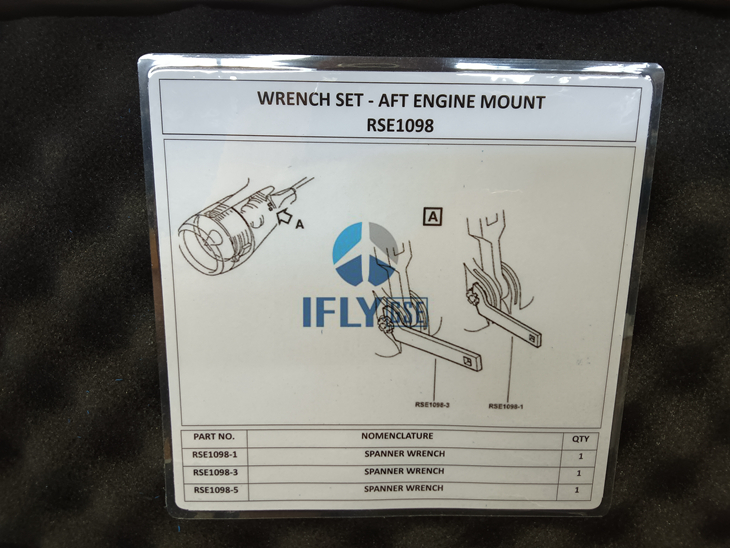 WRENCH SET - AFT ENGINE MOUNT
RSE1098
A
A
IFLY GSE
RSE1098-3
RSE1098-1
PART NO. NOMENCLATURE QTY
RSE1098-1 SPANNER WRENCH 1
RSE1098-3 SPANNER WRENCH 1
RSE1098-5 SPANNER WRENCH 1